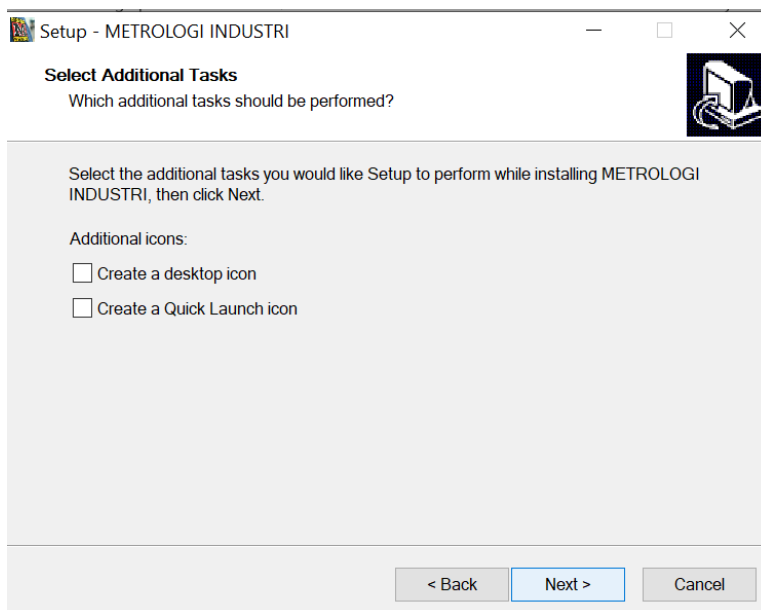 Setup - METROLOGI INDUSTRI
Select Additional Tasks
Which additional tasks should be performed?
Select the additional tasks you would like Setup to perform while installing METROLOGI
INDUSTRI, then click Next.
Additional icons:
Create a desktop icon
Create a Quick Launch icon
< Back
Next >
Cancel